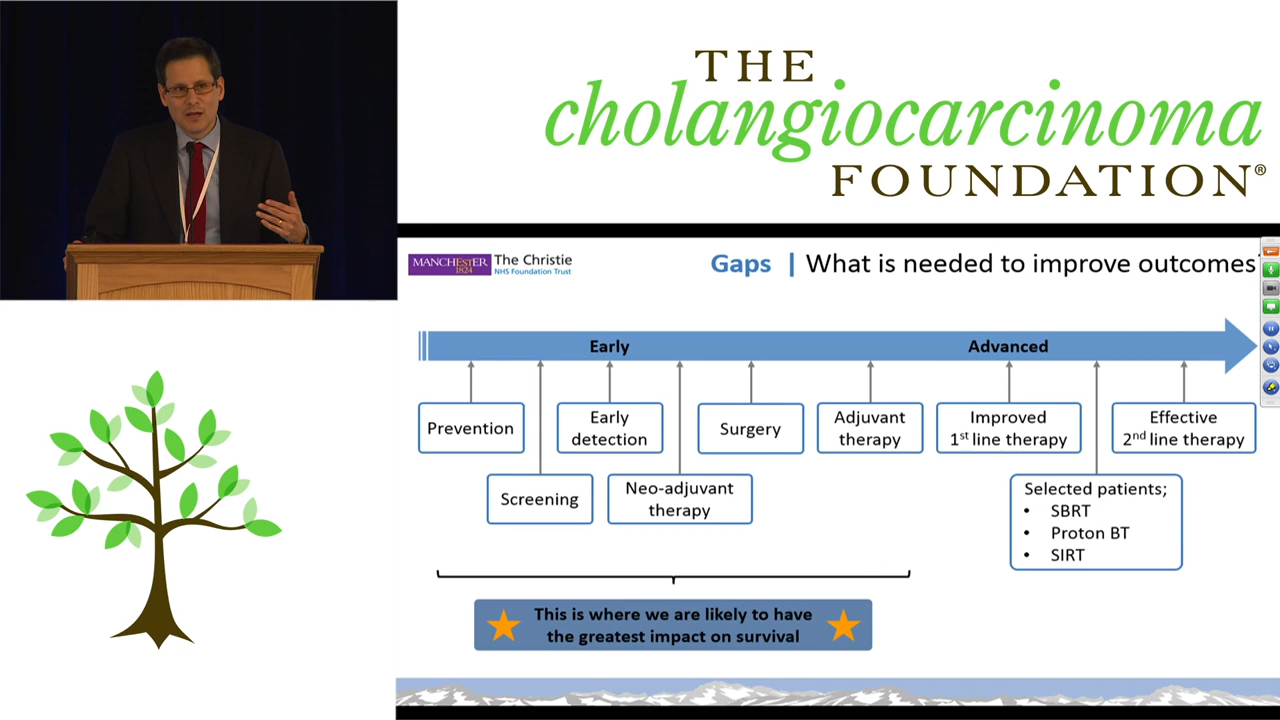 THE
cholangiocarcinoma
FOUNDATION®
MANCHESTER
1824
The Christie
NHS Foundation Trust
Gaps | What is needed to improve outcomes
Early
Advanced
Prevention
Early
detection
Surgery
Adjuvant
therapy
Improved
1st line therapy
Effective
2nd line therapy
Screening
Neo-adjuvant
therapy
Selected patients;
• SBRT
• Proton BT
• SIRT
This is where we are likely to have
the greatest impact on survival